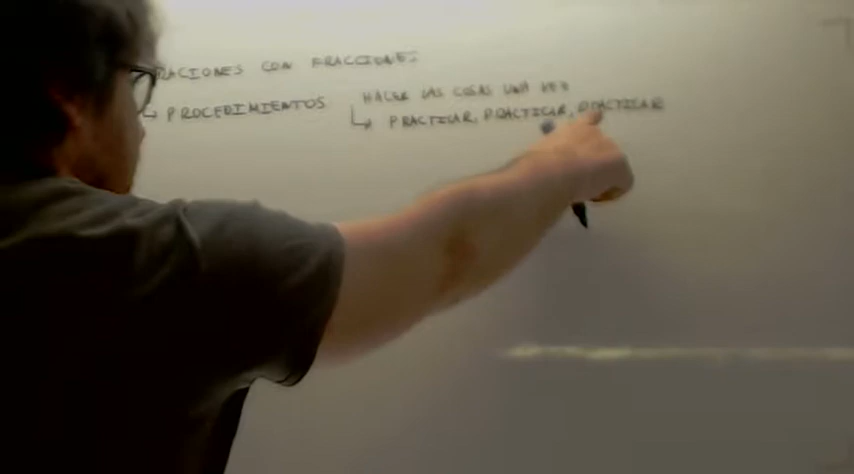 RACIONES CON FRACCIONES
HACER LAS COSAS UNA VEZ
PROCEDIMIENTOS
PRACTICAR, PRACTICAR, PRACTICAR